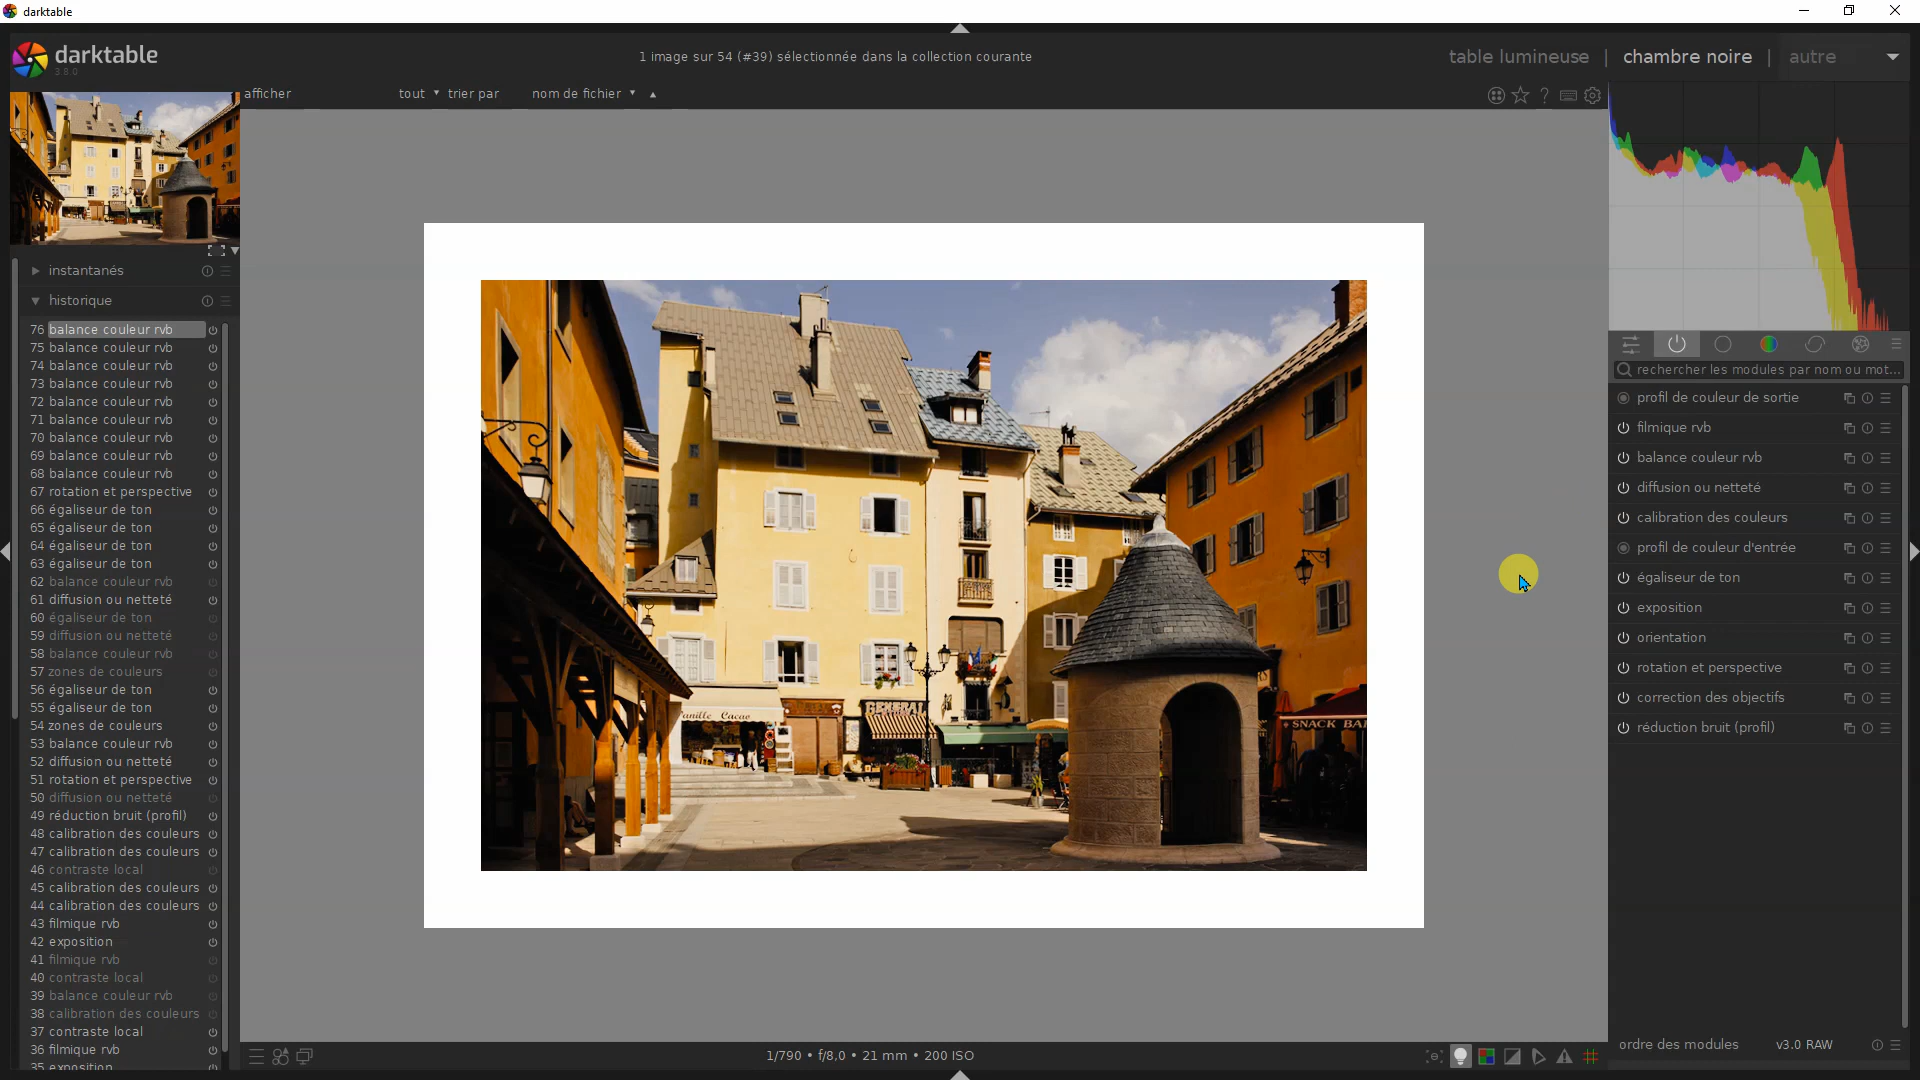 darktable
darktable
3.8.0
1 image sur 54 (#39) sélectionnée dans la collection courante
table lumineuse | chambre noire | autre
afficher tout trier par nom de fichier
instantanés
historique
76 balance couleur rvb
75 balance couleur rvb
74 balance couleur rvb
73 balance couleur rvb
72 balance couleur rvb
71 balance couleur rvb
70 balance couleur rvb
69 balance couleur rvb
68 balance couleur rvb
67 rotation et perspective
66 égaliseur de ton
65 égaliseur de ton
64 égaliseur de ton
63 égaliseur de ton
62 balance couleur rvb
61 diffusion ou netteté
60 égaliseur de ton
59 diffusion ou netteté
58 balance couleur rvb
57 zones de couleurs
56 égaliseur de ton
55 égaliseur de ton
54 zones de couleurs
53 balance couleur rvb
52 diffusion ou netteté
51 rotation et perspective
50 diffusion ou netteté
49 réduction bruit (profil)
48 calibration des couleurs
47 calibration des couleurs
46 contraste local
45 calibration des couleurs
44 calibration des couleurs
43 filmique rvb
42 exposition
41 filmique rvb
40 contraste local
39 balance couleur rvb
38 calibration des couleurs
37 contraste local
36 filmique rvb
35 exposition
anille Cacao
GENERAL
SNACK BAR
1/790 • f/8,0 • 21 mm • 200 ISO
rechercher les modules par nom ou mot...
profil de couleur de sortie
filmique rvb
balance couleur rvb
diffusion ou netteté
calibration des couleurs
profil de couleur d'entrée
égaliseur de ton
exposition
orientation
rotation et perspective
correction des objectifs
réduction bruit (profil)
ordre des modules v3.0 RAW